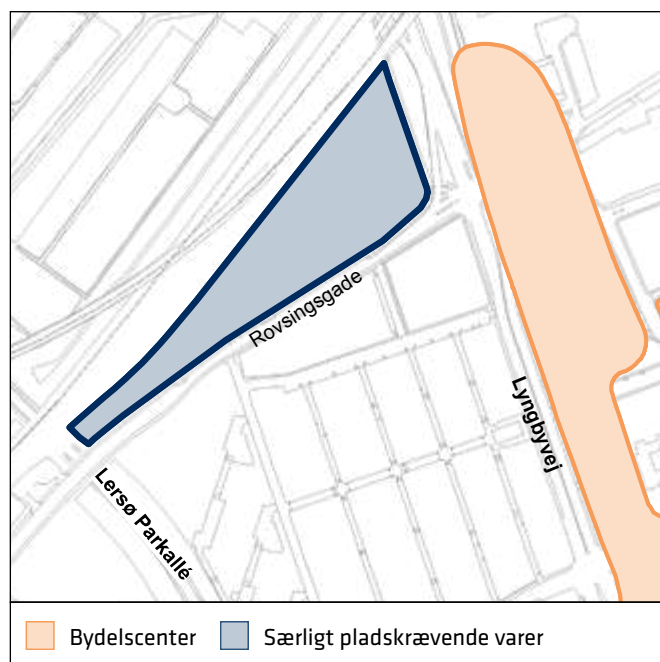 Rovsingsgade
Lyngbyvej
Lersø Parkallé
Bydelscenter
Særligt pladskrævende varer